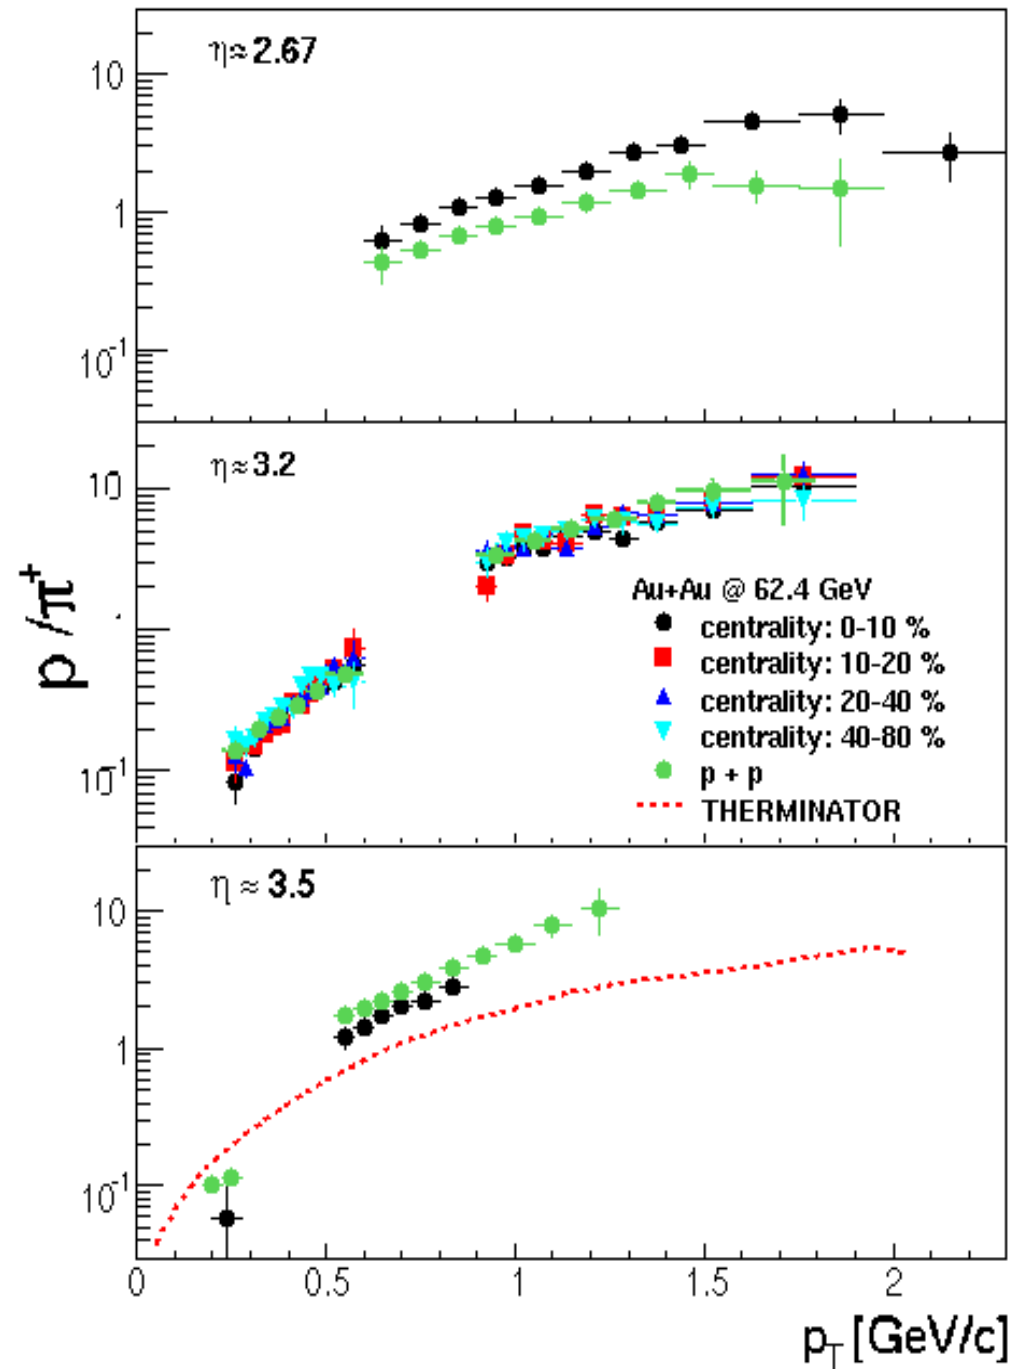 η≈2.67
10
1
10⁻¹
η≈3.2
10
1
10⁻¹
p/π⁺
Au+Au @ 62.4 GeV
centrality: 0-10 %
centrality: 10-20 %
centrality: 20-40 %
centrality: 40-80 %
p + p
THERMINATOR
η ≈ 3.5
10
1
10⁻¹
0 0.5 1 1.5 2
p_T [GeV/c]